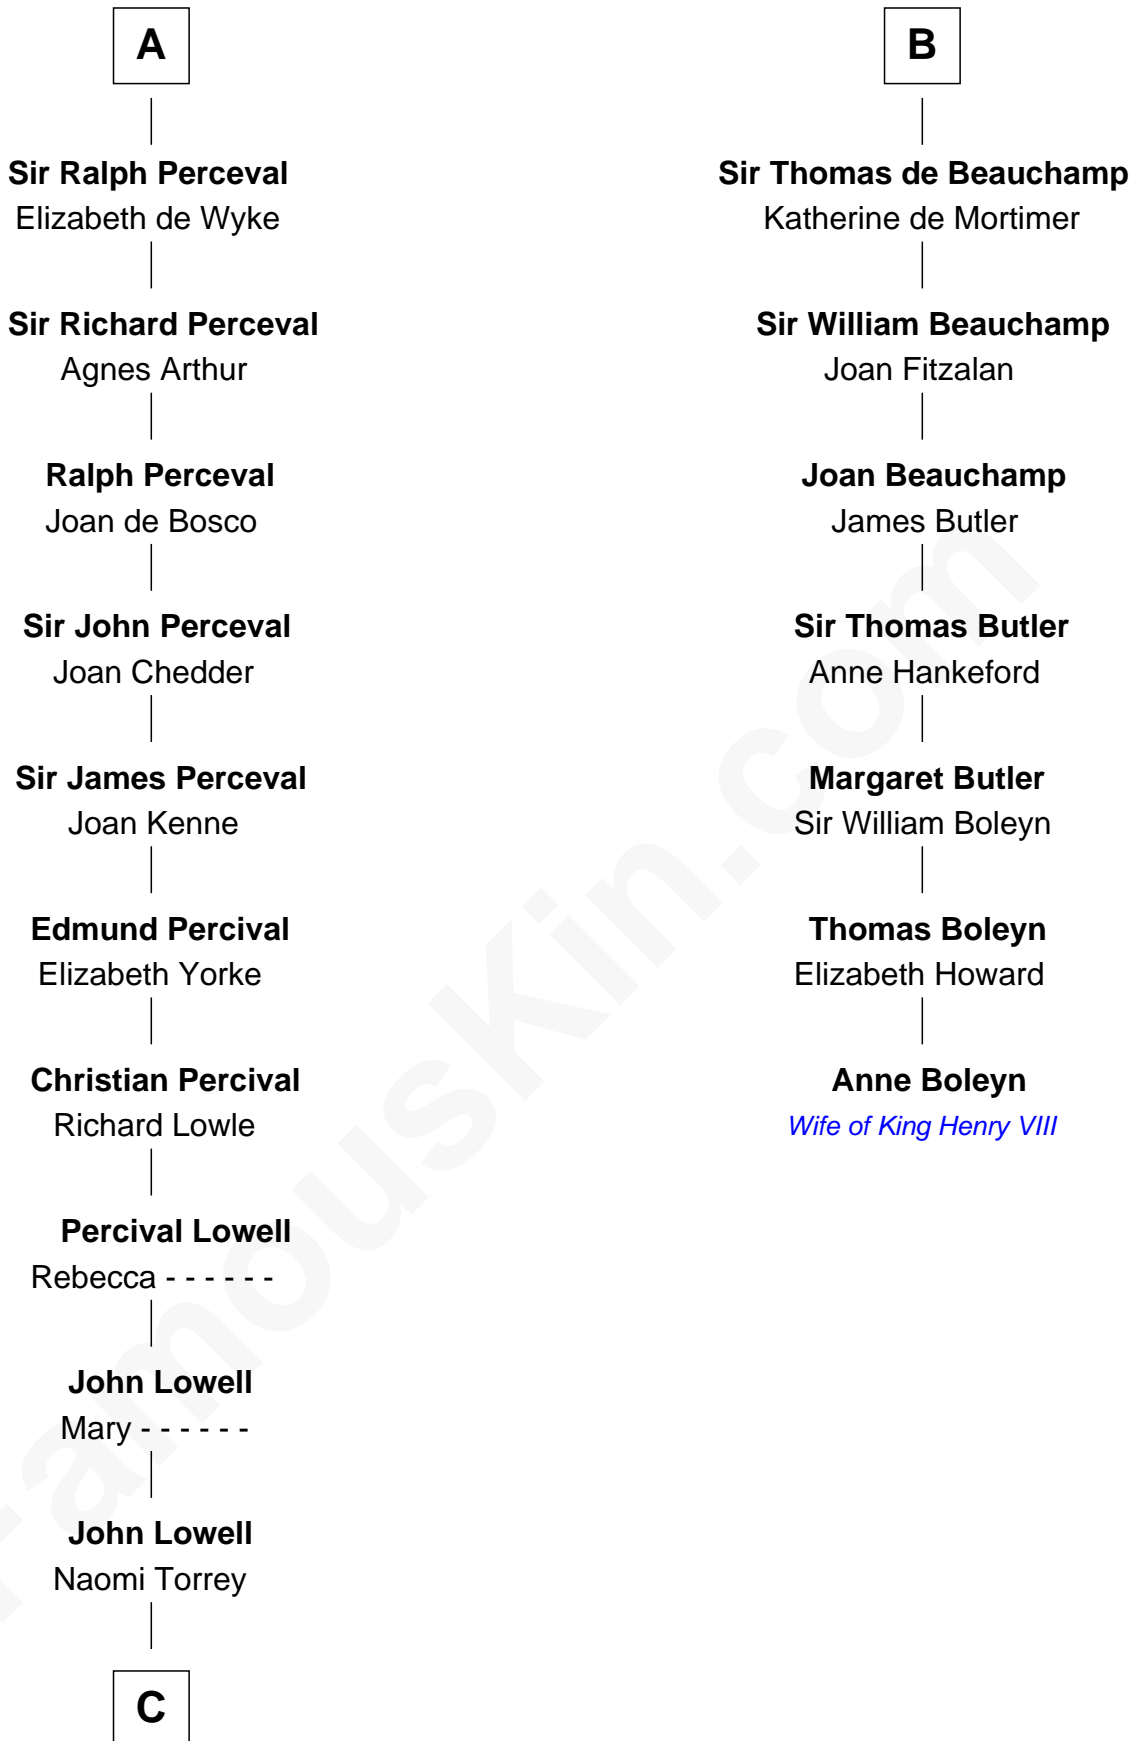 A
Sir Ralph Perceval
Elizabeth de Wyke
Sir Richard Perceval
Agnes Arthur
Ralph Perceval
Joan de Bosco
Sir John Perceval
Joan Chedder
Sir James Perceval
Joan Kenne
Edmund Percival
Elizabeth Yorke
Christian Percival
Richard Lowle
Percival Lowell
Rebecca - - - - - -
John Lowell
Mary - - - - - -
John Lowell
Naomi Torrey
C
B
Sir Thomas de Beauchamp
Katherine de Mortimer
Sir William Beauchamp
Joan Fitzalan
Joan Beauchamp
James Butler
Sir Thomas Butler
Anne Hankeford
Margaret Butler
Sir William Boleyn
Thomas Boleyn
Elizabeth Howard
Anne Boleyn
Wife of King Henry VIII
FamousKin.com